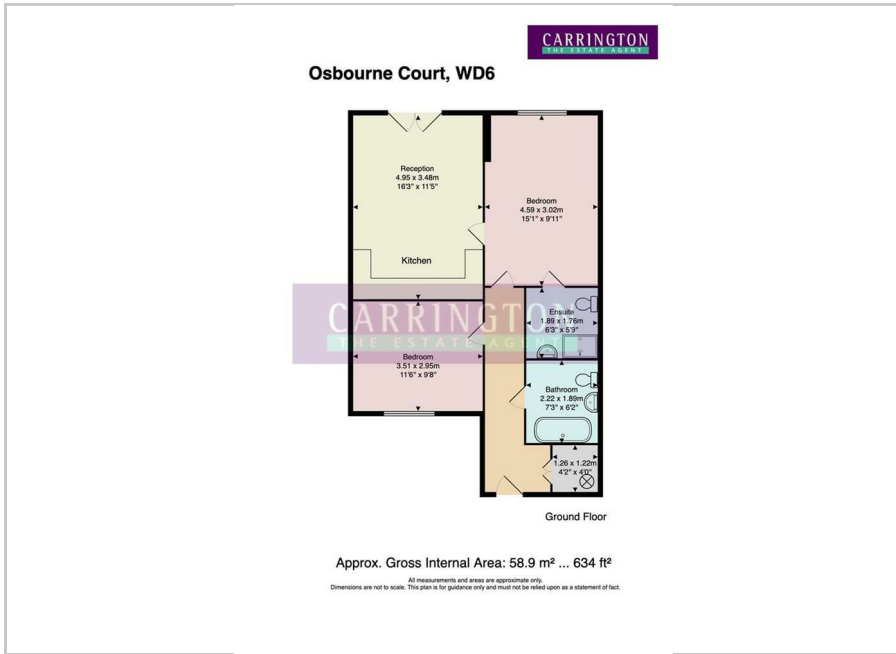 CARRINGTON
THE ESTATE AGENT
Osbourne Court, WD6
Reception
4.95 x 3.48m
16'3" x 11'5"
Bedroom
4.59 x 3.02m
15'1" x 9'11"
Kitchen
CARRINGTON
THE ESTATE AGENT
Ensuite
1.89 x 1.76m
6'3" x 5'9"
Bedroom
3.51 x 2.95m
11'6" x 9'8"
Bathroom
2.22 x 1.89m
7'3" x 6'2"
1.26 x 1.22m
4'2" x 4'0"
Ground Floor
Approx. Gross Internal Area: 58.9 m² ... 634 ft²
All measurements and areas are approximate only.
Dimensions are not to scale. This plan is for guidance only and must not be relied upon as a statement of fact.